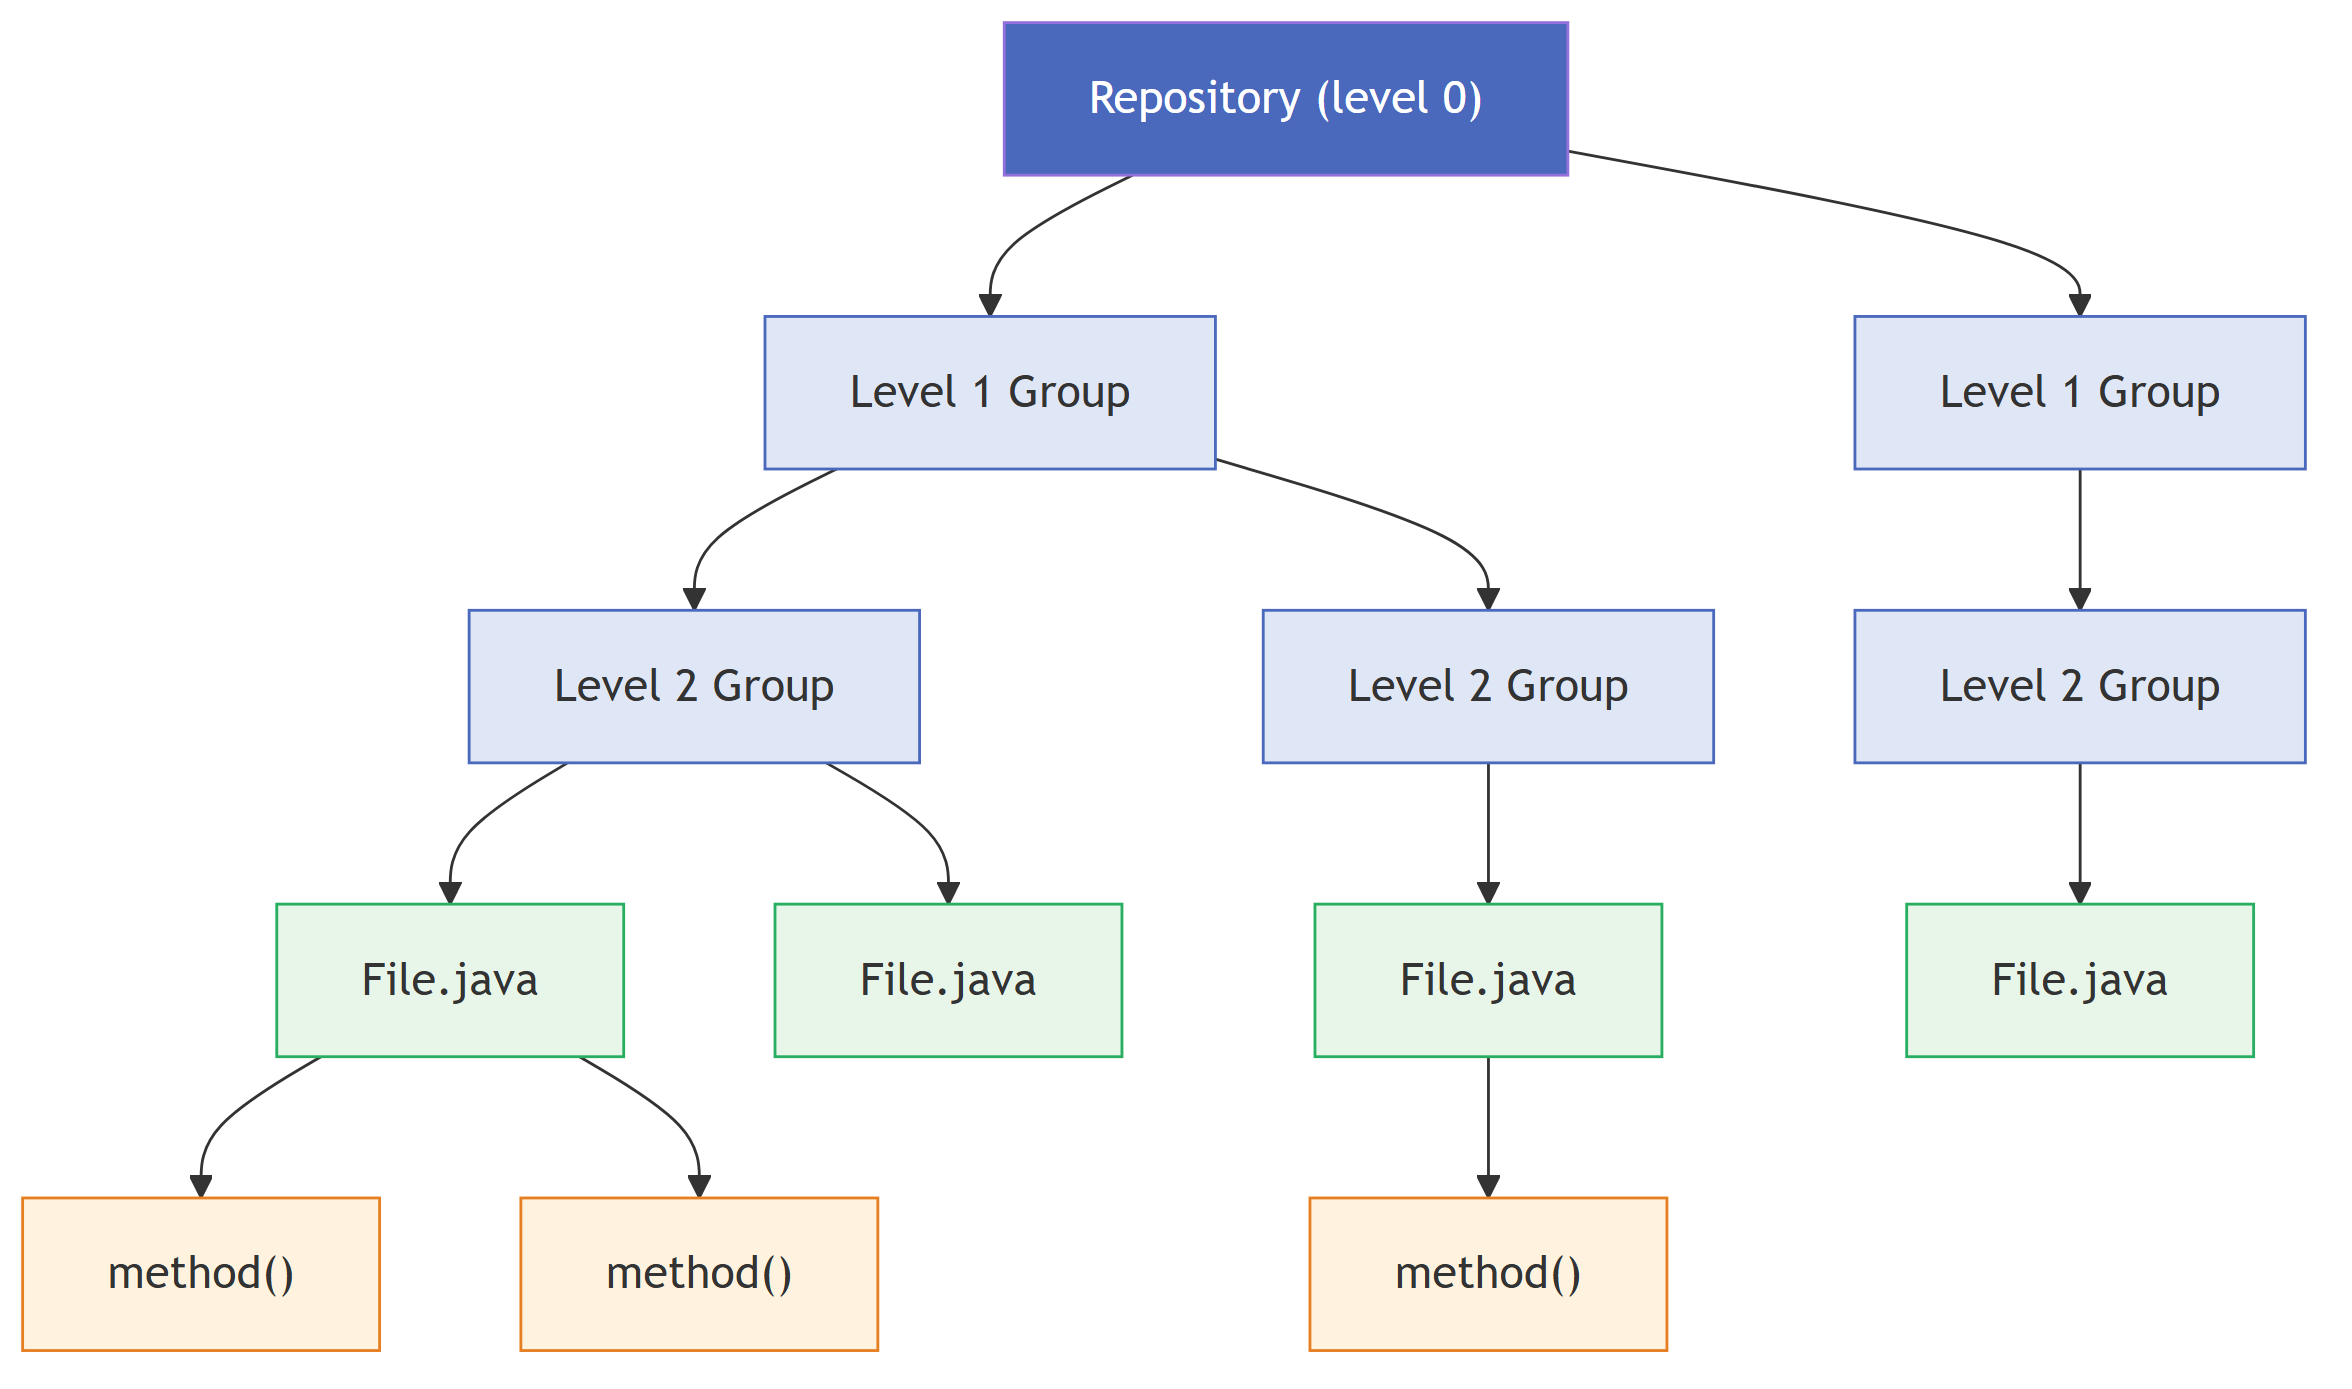 Repository (level 0)
Level 1 Group
Level 1 Group
Level 2 Group
Level 2 Group
Level 2 Group
File.java
File.java
File.java
File.java
method()
method()
method()